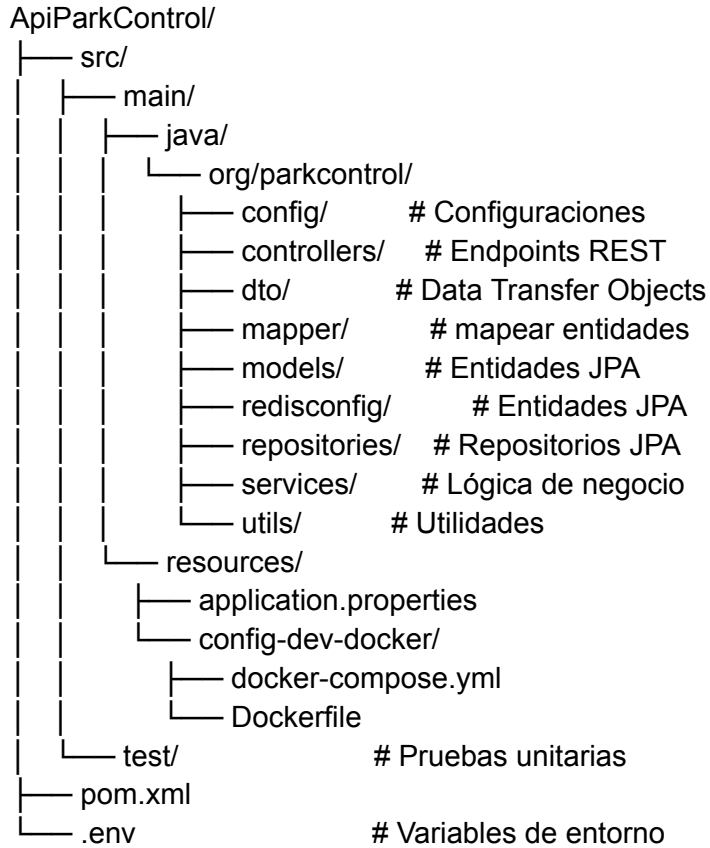 ApiParkControl/
├── src/
│   ├── main/
│   │   ├── java/
│   │   │   └── org/parkcontrol/
│   │   │       ├── config/ # Configuraciones
│   │   │       ├── controllers/ # Endpoints REST
│   │   │       ├── dto/ # Data Transfer Objects
│   │   │       ├── mapper/ # mapear entidades
│   │   │       ├── models/ # Entidades JPA
│   │   │       ├── redisconfig/ # Entidades JPA
│   │   │       ├── repositories/ # Repositorios JPA
│   │   │       ├── services/ # Lógica de negocio
│   │   │       └── utils/ # Utilidades
│   │   └── resources/
│   │       ├── application.properties
│   │       └── config-dev-docker/
│   │           ├── docker-compose.yml
│   │           └── Dockerfile
│   └── test/ # Pruebas unitarias
├── pom.xml
└── .env # Variables de entorno